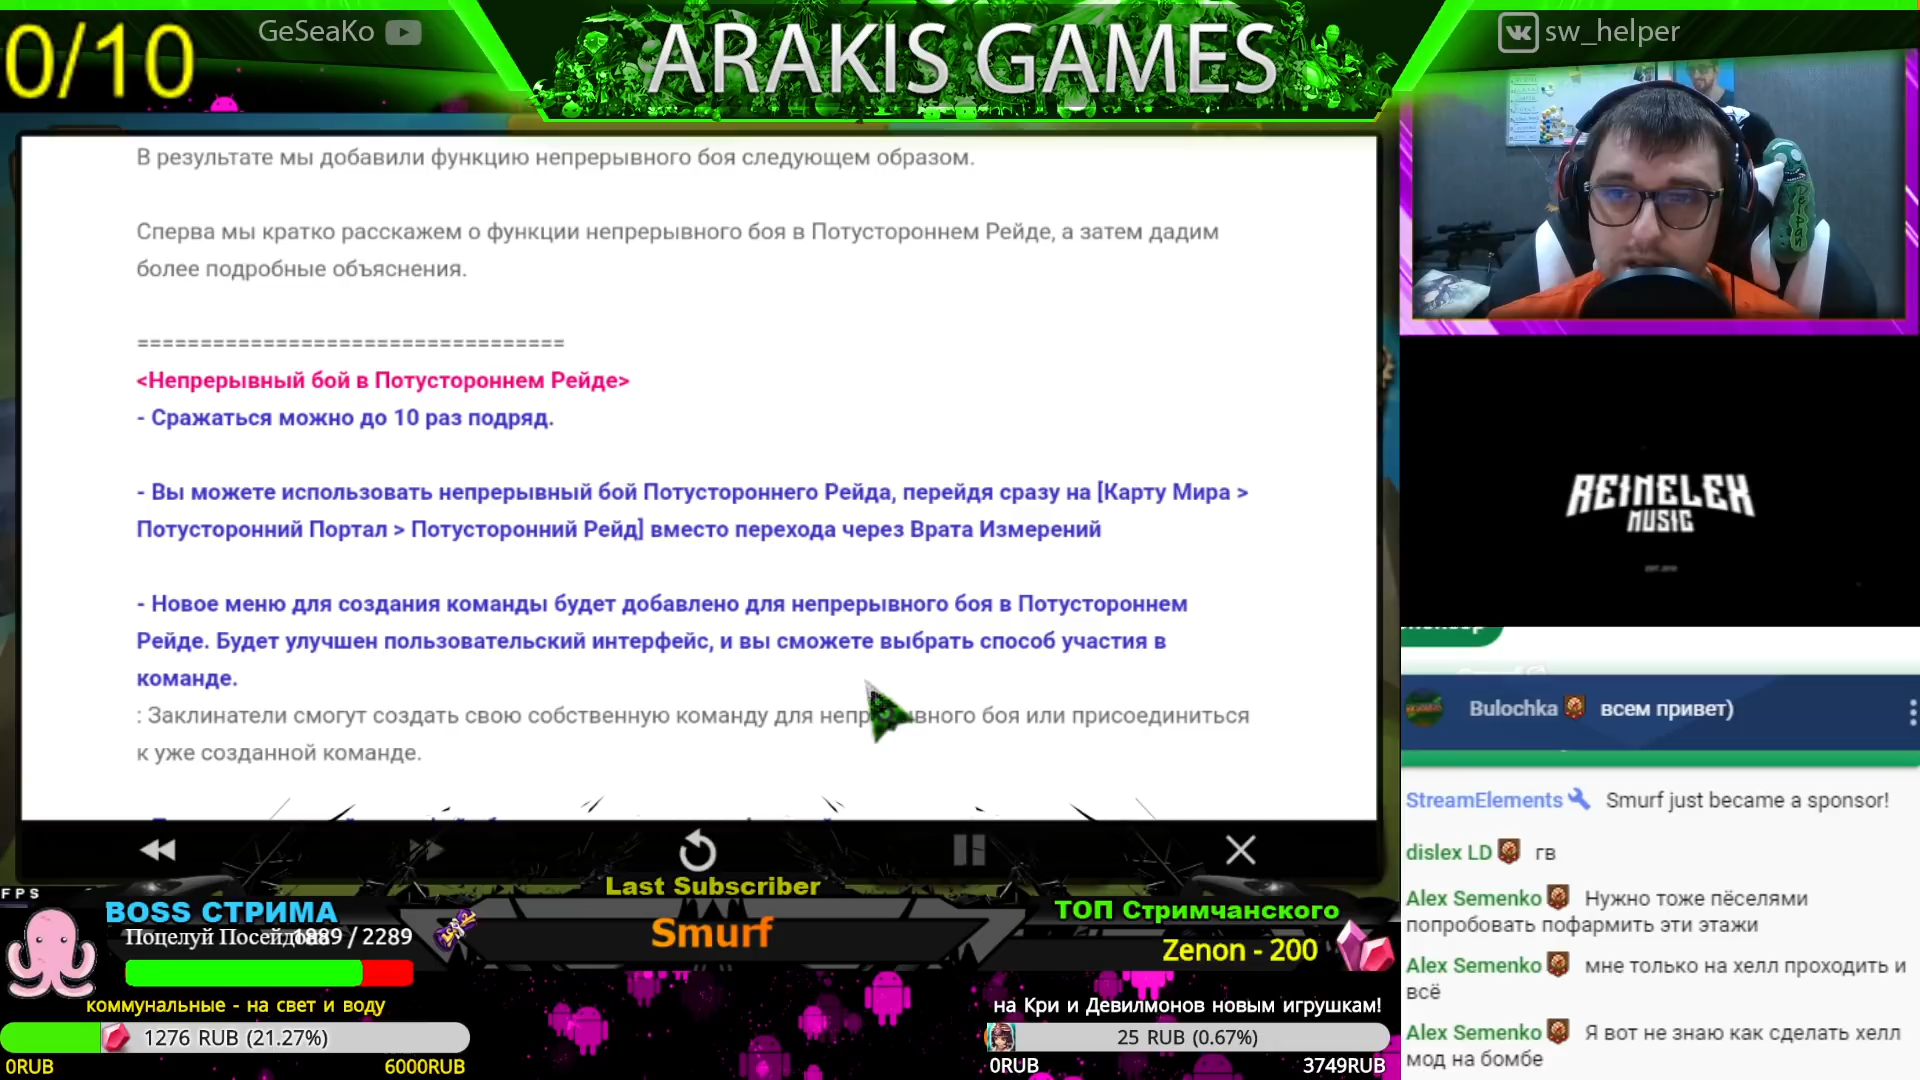 0/10
GeSeaKo
ARAKIS GAMES
sw_helper
В результате мы добавили функцию непрерывного боя следующем образом.
Сперва мы кратко расскажем о функции непрерывного боя в Потустороннем Рейде, а затем дадим
более подробные объяснения.
==================================
<Непрерывный бой в Потустороннем Рейде>
- Сражаться можно до 10 раз подряд.
- Вы можете использовать непрерывный бой Потустороннего Рейда, перейдя сразу на [Карту Мира >
Потусторонний Портал > Потусторонний Рейд] вместо перехода через Врата Измерений
- Новое меню для создания команды будет добавлено для непрерывного боя в Потустороннем
Рейде. Будет улучшен пользовательский интерфейс, и вы сможете выбрать способ участия в
команде.
: Заклинатели смогут создать свою собственную команду для непрерывного боя или присоединиться
к уже созданной команде.
REINELEX
MUSIC
Bulochka всем привет)
StreamElements Smurf just became a sponsor!
dislex LD гв
Alex Semenko Нужно тоже пёселями
попробовать пофармить эти этажи
Alex Semenko мне только на хелл проходить и
всё
Alex Semenko Я вот не знаю как сделать хелл
мод на бомбе
FPS
BOSS СТРИМА
Поцелуй Посейдона 1889 / 2289
коммунальные - на свет и воду
1276 RUB (21.27%)
0RUB 6000RUB
Last Subscriber
Smurf
ТОП Стримчанского
Zenon - 200
на Кри и Девилмонов новым игрушкам!
25 RUB (0.67%)
0RUB 3749RUB